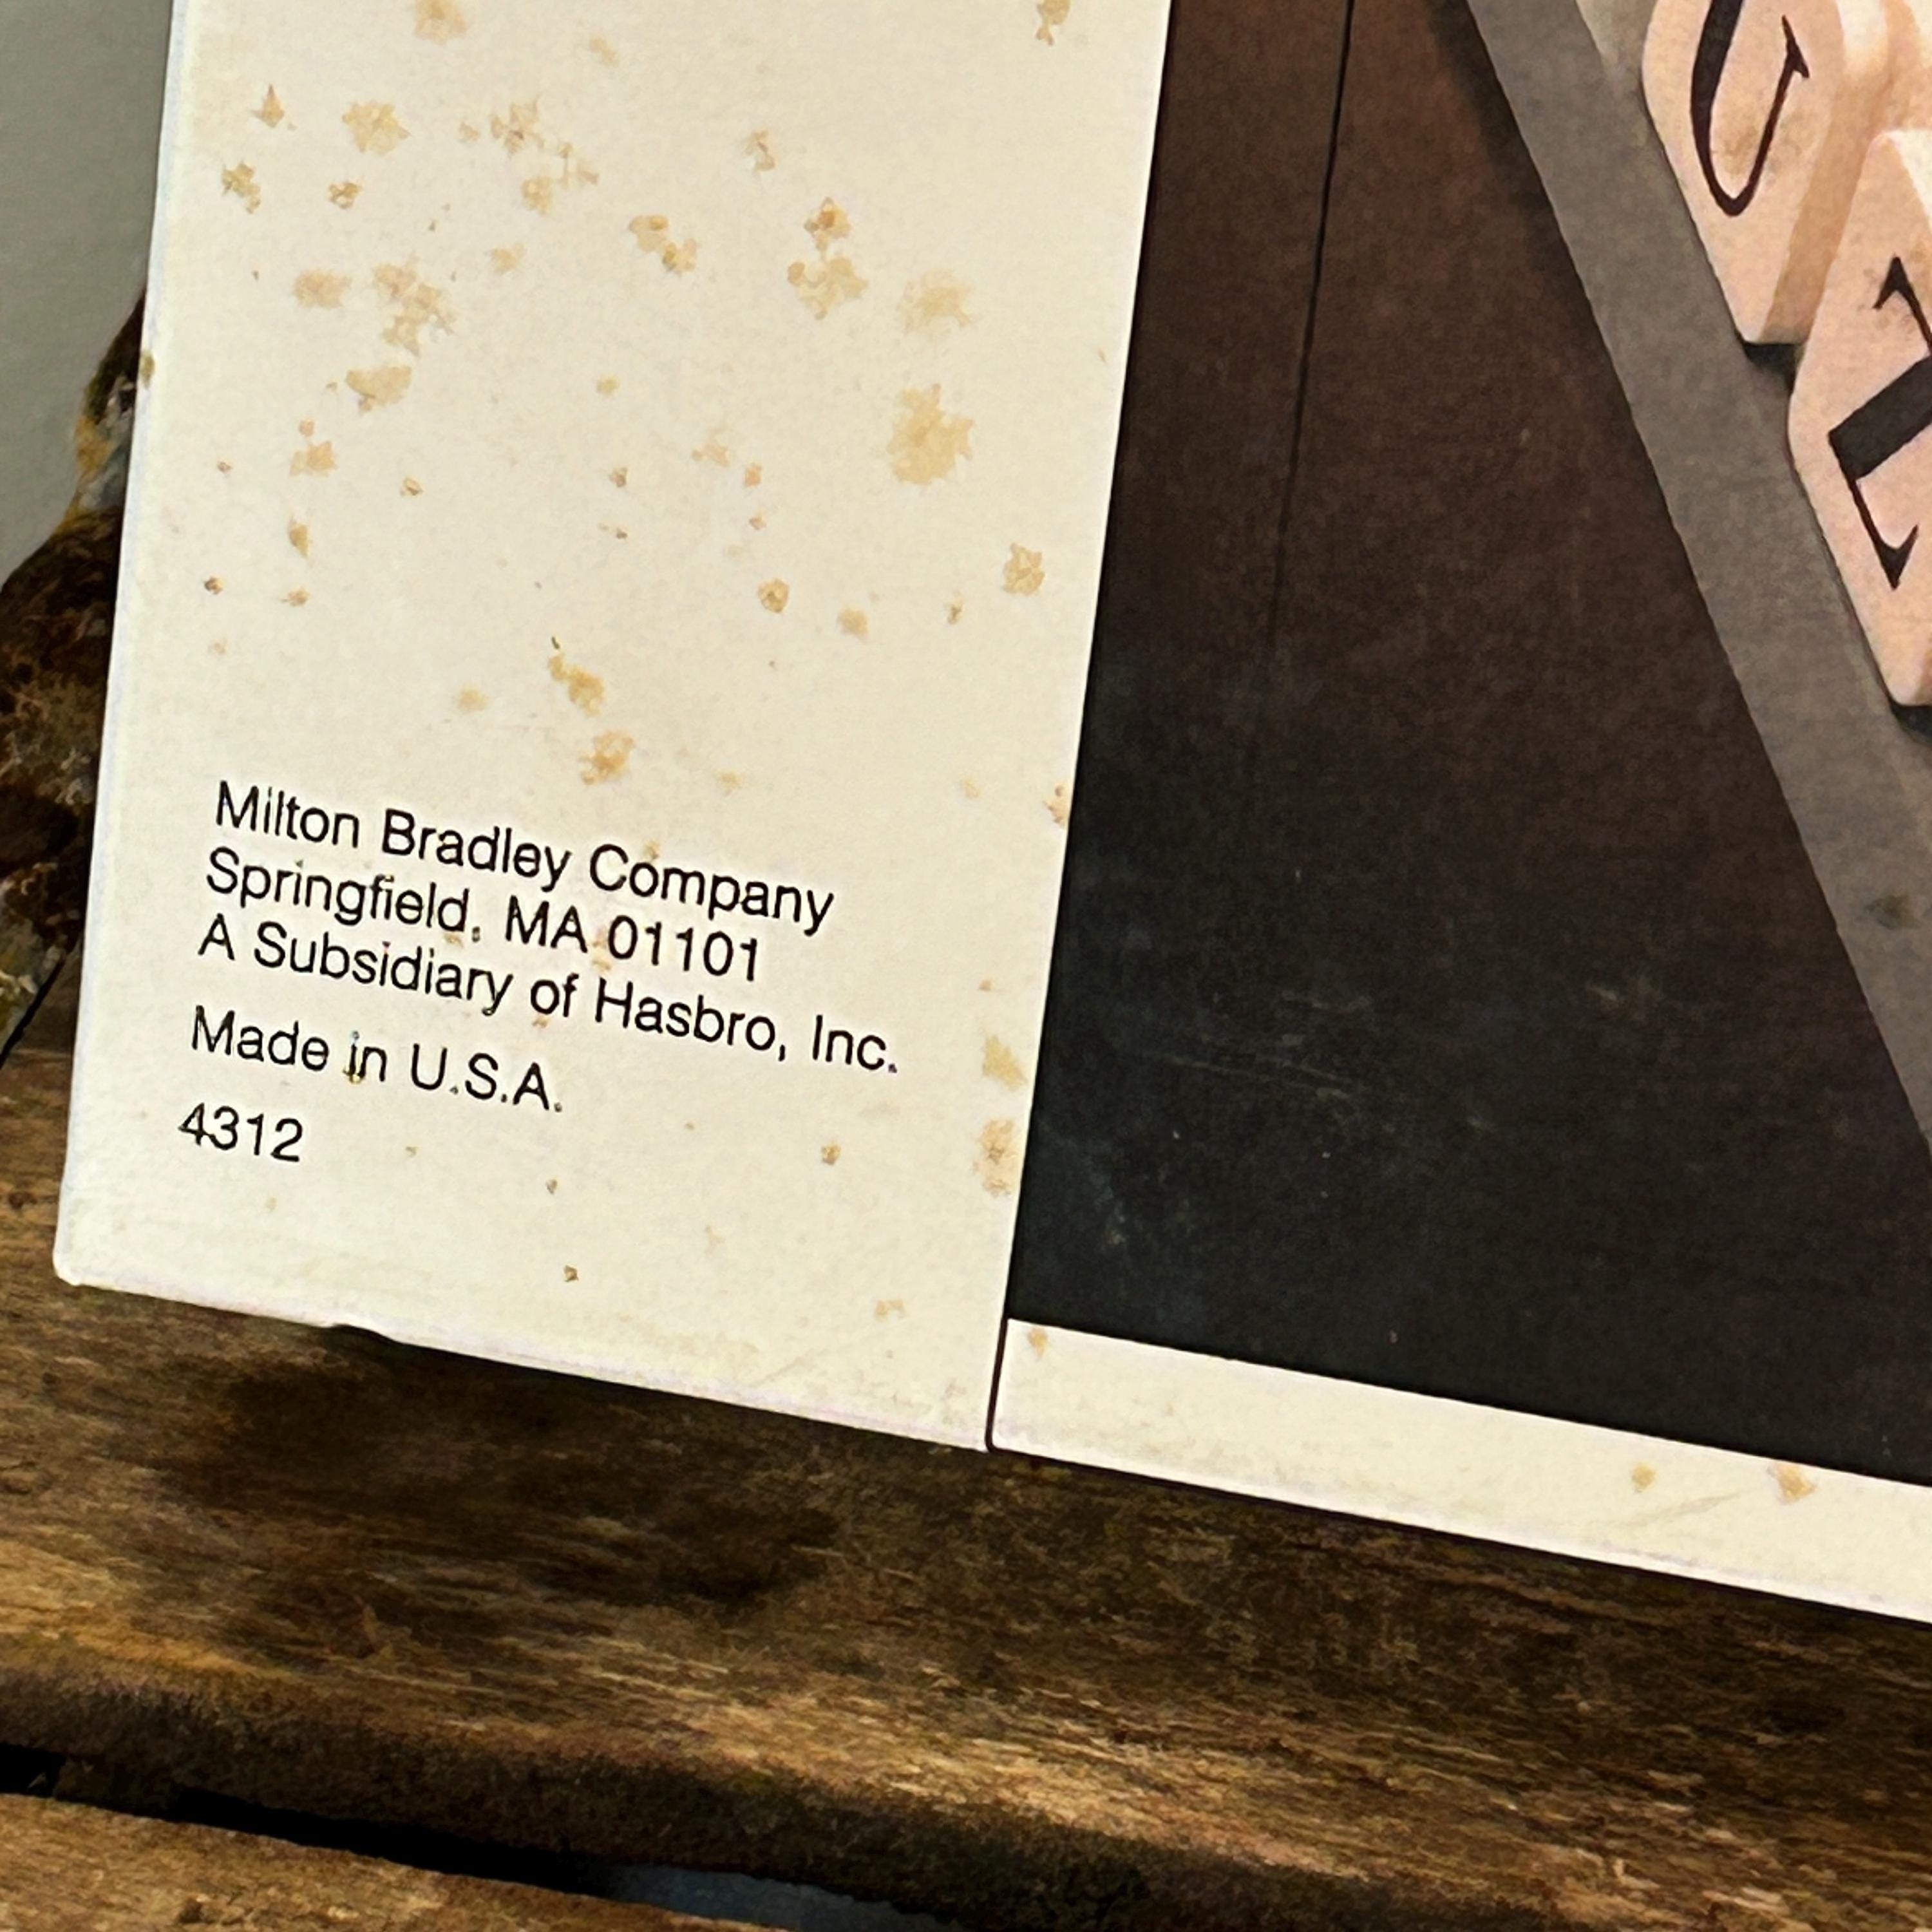 Milton Bradley Company
Springfield, MA 01101
A Subsidiary of Hasbro, Inc.
Made in U.S.A.
4312